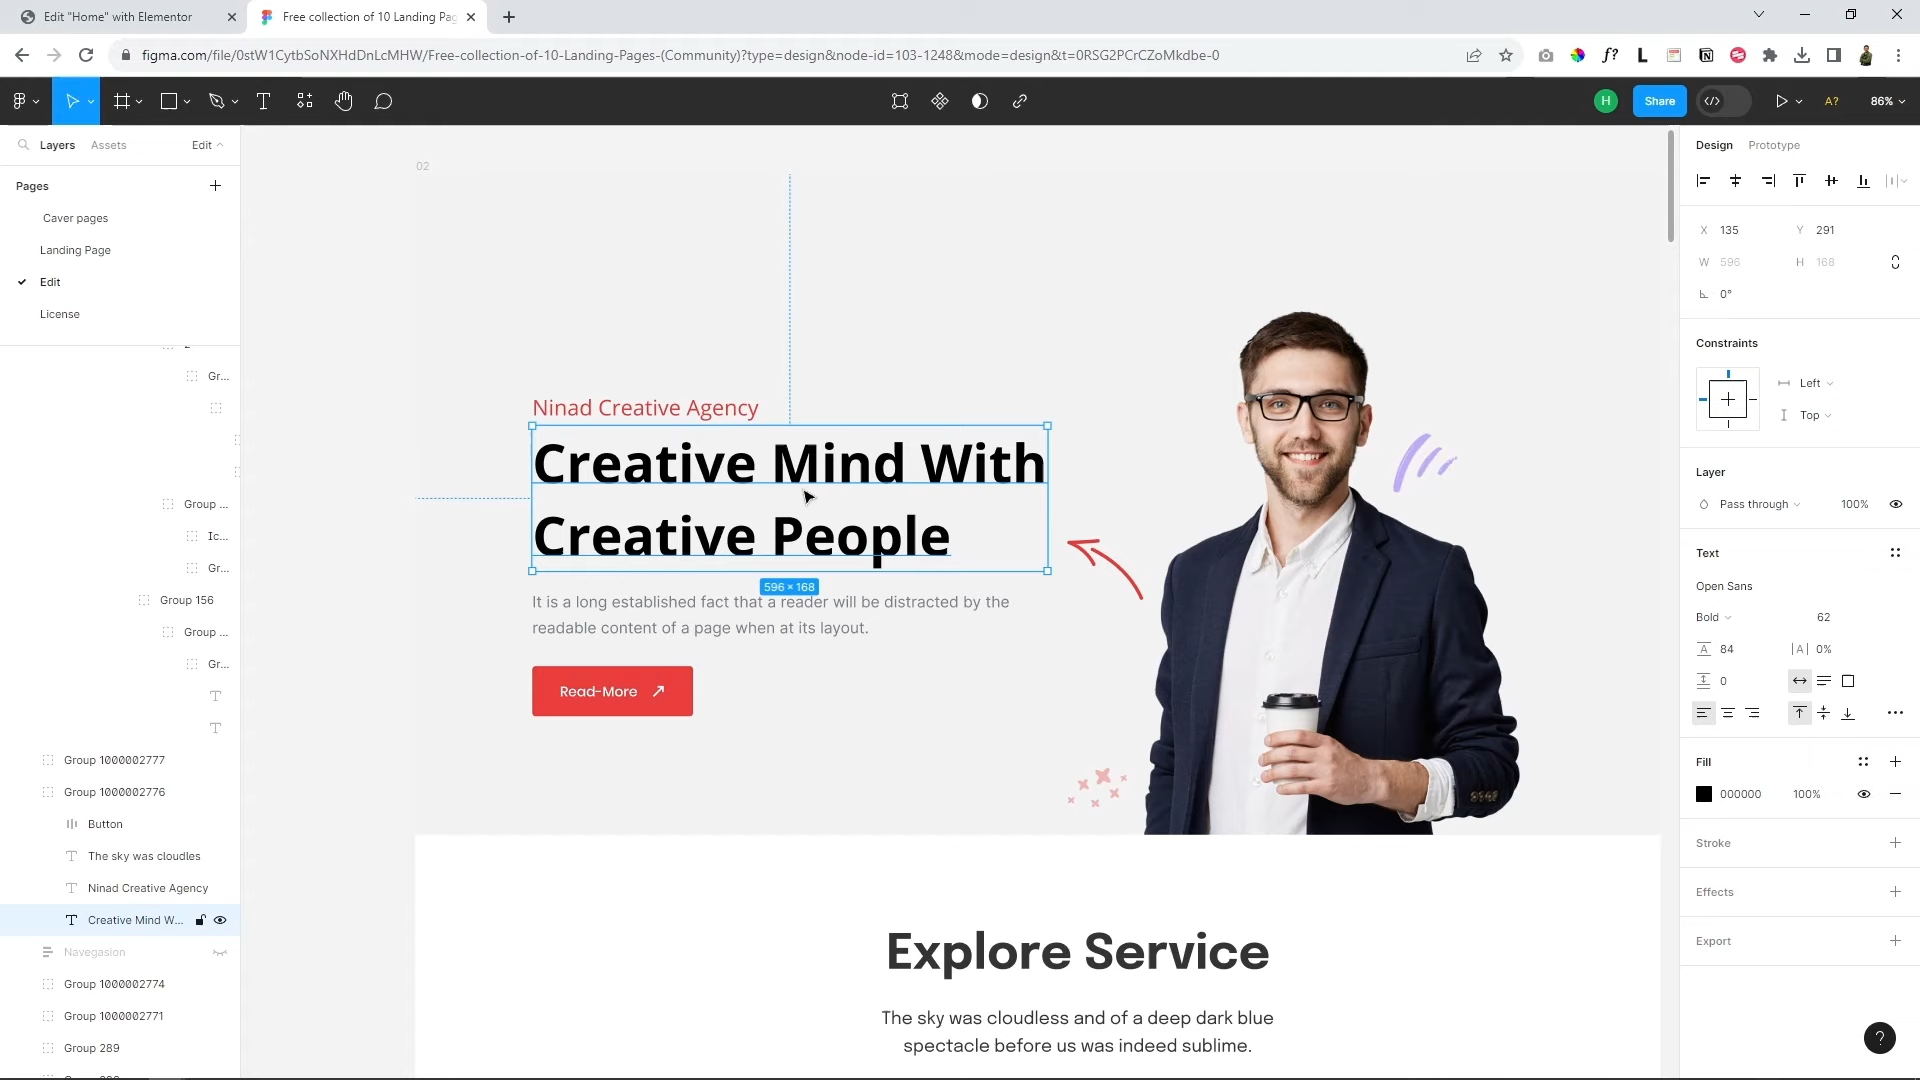 Edit "Home" with Elementor
Free collection of 10 Landing Pag
figma.com/file/0stW1CytbSoNXHdDnLcMHW/Free-collection-of-10-Landing-Pages-(Community)?type=design&node-id=103-1248&mode=design&t=0RSG2PCrCZoMkdbe-0
H
Share
A?
86%
Layers
Assets
Edit
Pages
Caver pages
Landing Page
Edit
License
Gr...
Group ...
Ic...
Gr...
Group 156
Group ...
Gr...
Group 1000002777
Group 1000002776
Button
The sky was cloudles
Ninad Creative Agency
Creative Mind W...
Navegasion
Group 1000002774
Group 1000002771
Group 289
02
Ninad Creative Agency
Creative Mind With
Creative People
596 × 168
It is a long established fact that a reader will be distracted by the
readable content of a page when at its layout.
Read-More
Explore Service
The sky was cloudless and of a deep dark blue
spectacle before us was indeed sublime.
Design
Prototype
X 135
Y 291
W 596
H 168
0°
Constraints
Left
Top
Layer
Pass through
100%
Text
Open Sans
Bold
62
84
0%
0
Fill
000000
100%
Stroke
Effects
Export
?